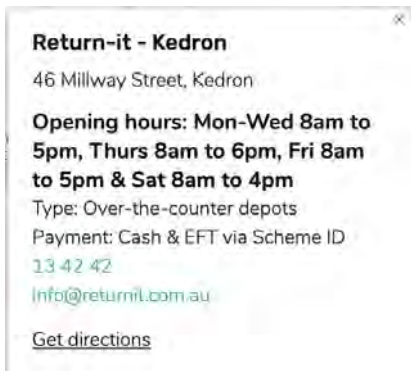 Return-it - Kedron
46 Millway Street, Kedron
Opening hours: Mon-Wed 8am to
5pm, Thurs 8am to 6pm, Fri 8am
to 5pm & Sat 8am to 4pm
Type: Over-the-counter depots
Payment: Cash & EFT via Scheme ID
13 42 42
info@returnit.com.au
Get directions